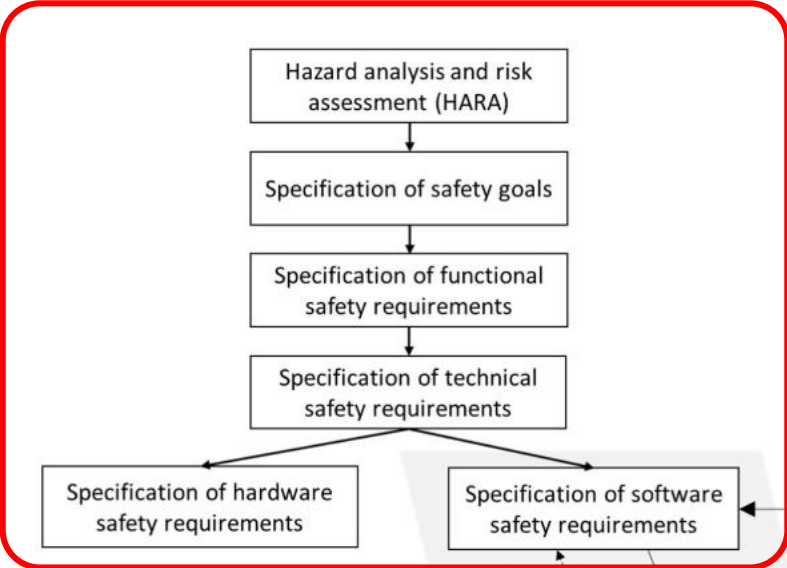 Hazard analysis and risk
assessment (HARA)
Specification of safety goals
Specification of functional
safety requirements
Specification of technical
safety requirements
Specification of hardware
safety requirements
Specification of software
safety requirements